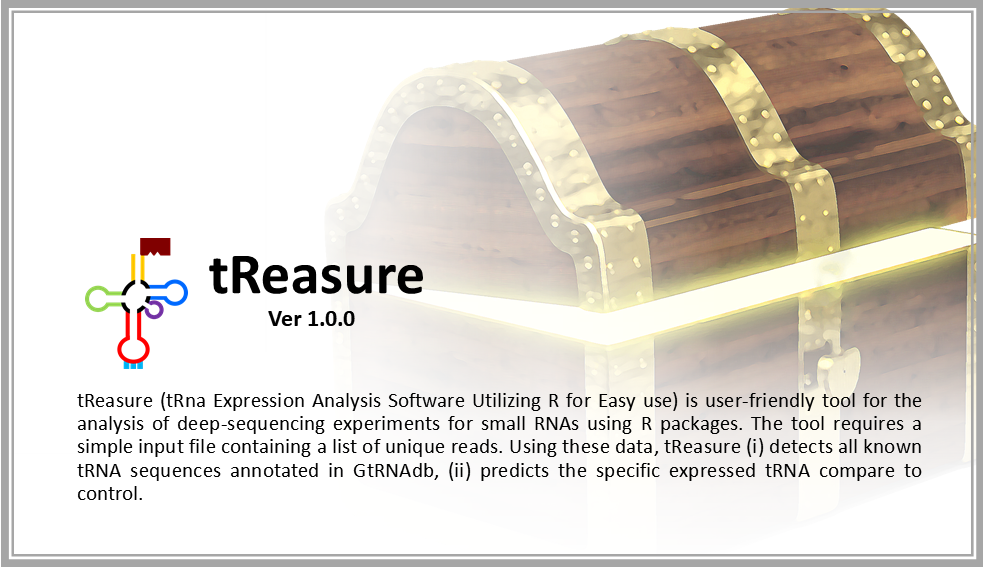 tReasure
Ver 1.0.0
tReasure (tRna Expression Analysis Software Utilizing R for Easy use) is user-friendly tool for the
analysis of deep-sequencing experiments for small RNAs using R packages. The tool requires a
simple input file containing a list of unique reads. Using these data, tReasure (i) detects all known
tRNA sequences annotated in GtRNAdb, (ii) predicts the specific expressed tRNA compare to
control.